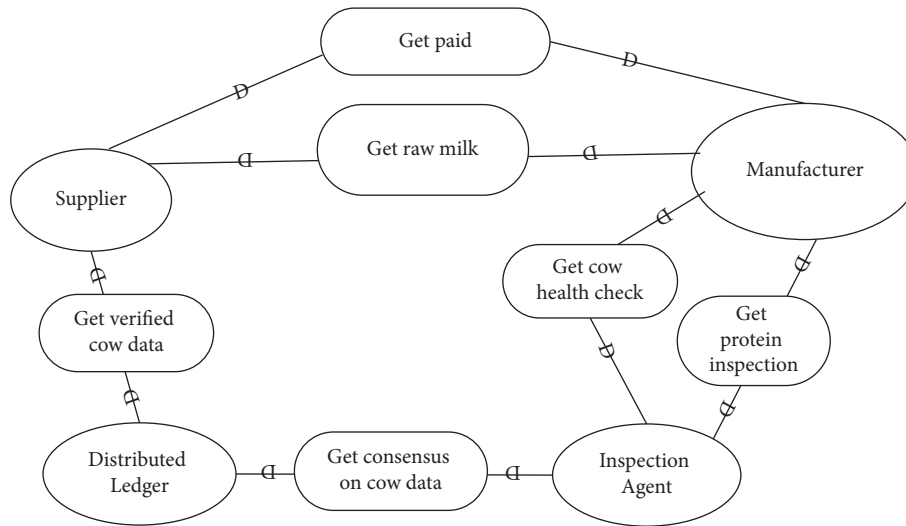 Get paid
D
D
Get raw milk
D
D
Manufacturer
Supplier
D
Get cow
health check
D
D
Get verified
cow data
Get
protein
inspection
D
D
D
D
Distributed
Ledger
D
Get consensus
on cow data
D
Inspection
Agent